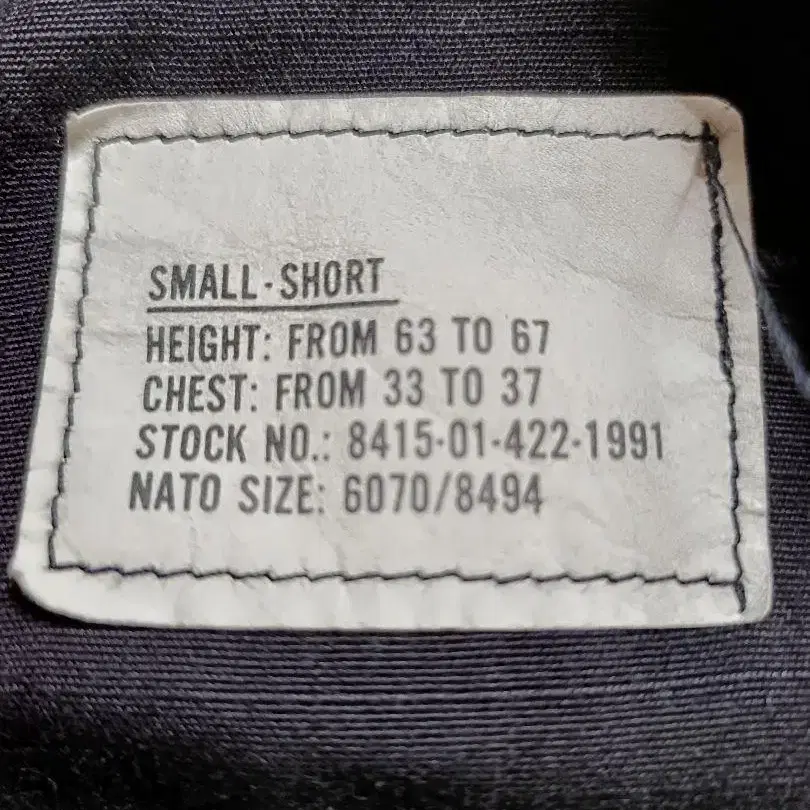 SMALL-SHORT
HEIGHT: FROM 63 TO 67
CHEST: FROM 33 TO 37
STOCK NO.: 8415-01-422-1991
NATO SIZE: 6070/8494